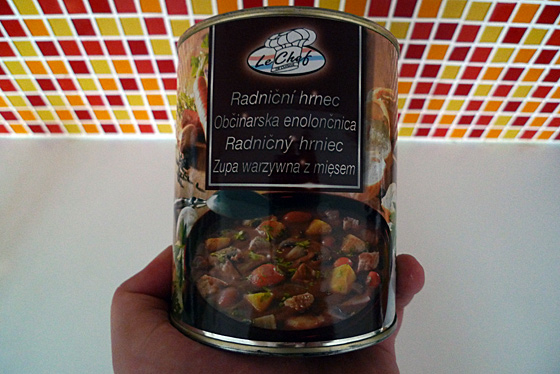 Le Chef
Radniční hrnec
Občinarska enolončnica
Radničný hrniec
Zupa warzywna z mięsem